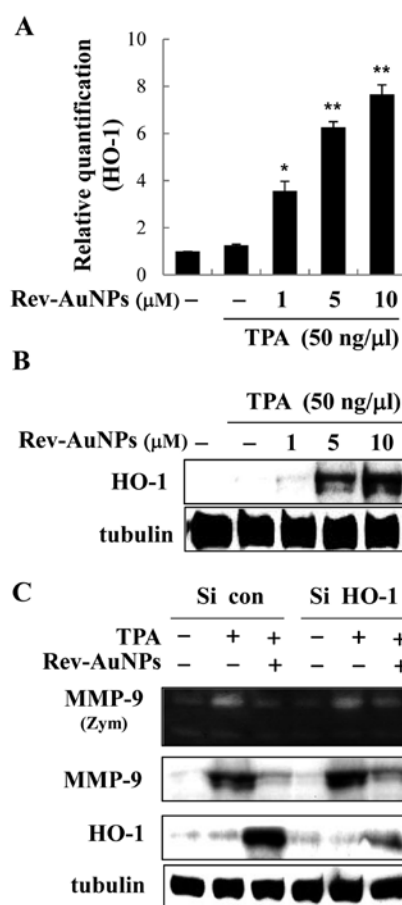 A
Relative quantification
(HO-1)
10
8
6
4
2
0
* ** **
Rev-AuNPs (μM) – – 1 5 10
TPA (50 ng/μl)
B
TPA (50 ng/μl)
Rev-AuNPs (μM) – – 1 5 10
HO-1
tubulin
C
Si con Si HO-1
TPA – + + – + +
Rev-AuNPs – – + – – +
MMP-9
(Zym)
MMP-9
HO-1
tubulin